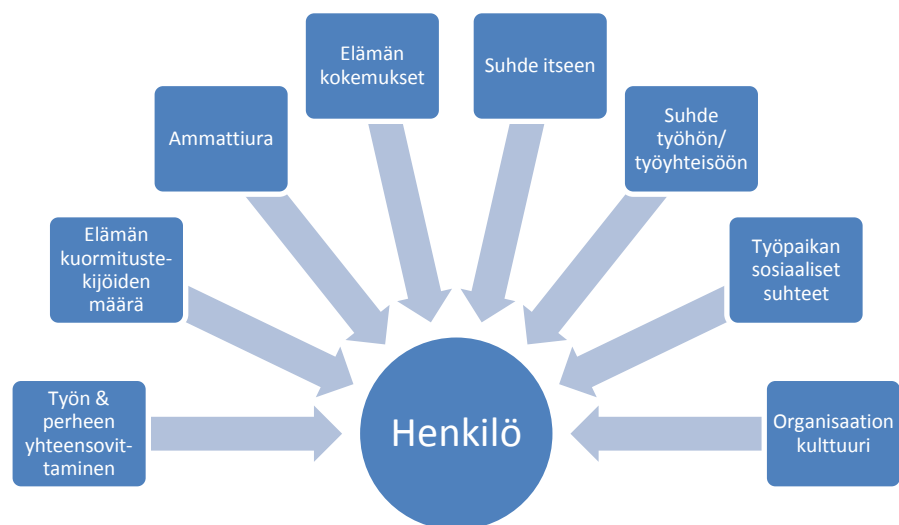 Elämän
kokemukset
Suhde itseen
Ammattiura
Suhde
työhön/
työyhteisöön
Elämän
kuormituste-
kijöiden
määrä
Työpaikan
sosiaaliset
suhteet
Työn &
perheen
yhteensovit-
taminen
Henkilö
Organisaation
kulttuuri